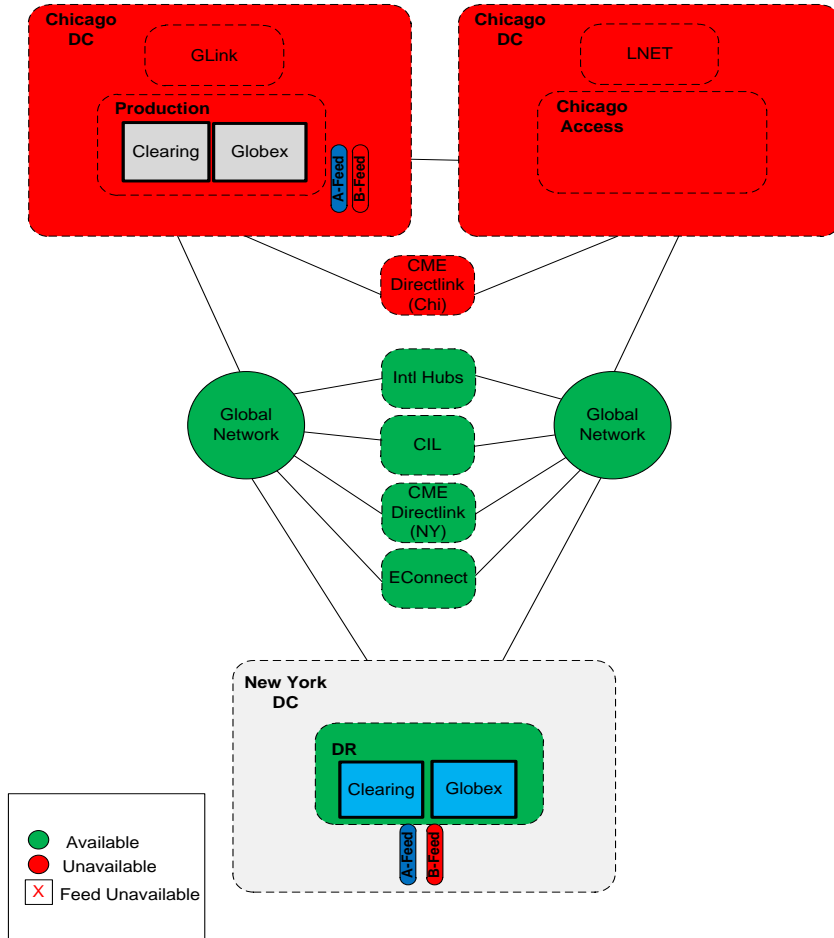 Chicago
DC
GLink
Production
Clearing
Globex
A-Feed
B-Feed
Chicago
DC
LNET
Chicago
Access
CME
Directlink
(Chi)
Intl Hubs
Global
Network
Global
Network
CIL
CME
Directlink
(NY)
EConnect
New York
DC
DR
Clearing
Globex
A-Feed
B-Feed
Available
Unavailable
X Feed Unavailable